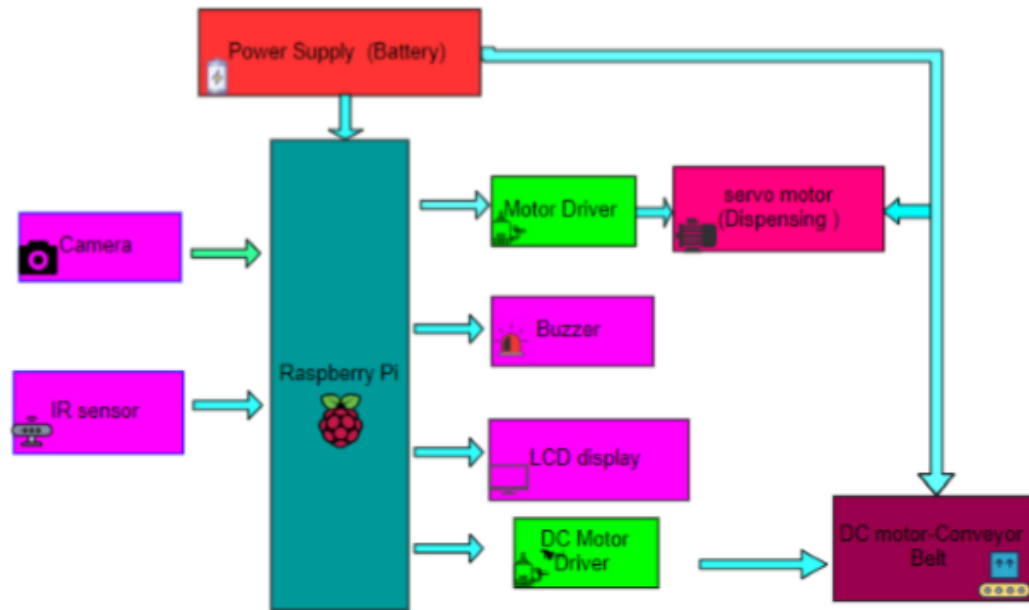 Power Supply (Battery)
Motor Driver
servo motor
(Dispensing )
Camera
Buzzer
Raspberry Pi
IR sensor
LCD display
DC Motor
Driver
DC motor-Conveyor
Belt